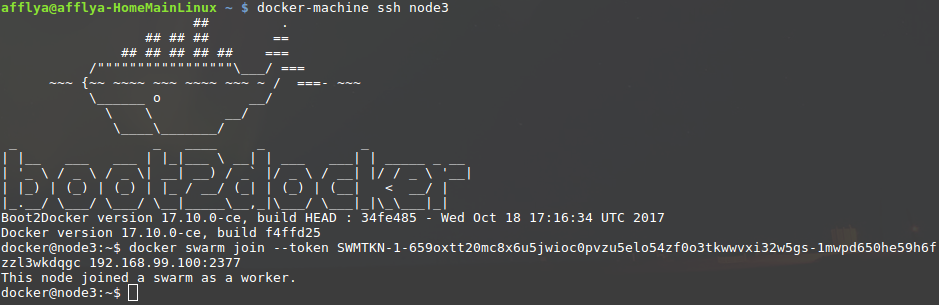 afflya@afflya-HomeMainLinux ~ $ docker-machine ssh node3
                        ##         .
                  ## ## ##        ==
               ## ## ## ## ##    ===
           /"""""""""""""""""\___/ ===
      ~~~ {~~ ~~~~ ~~~ ~~~~ ~~~ ~ /  ===- ~~~
           \______ o           __/
             \    \         __/
              \____\_______/
 _                 _   ____     _            _
| |__   ___   ___ | |_|___ \ __| | ___   ___| | _____ _ __
| '_ \ / _ \ / _ \| __| __) / _` |/ _ \ / __| |/ / _ \ '__|
| |_) | (_) | (_) | |_ / __/ (_| | (_) | (__|   <  __/ |
|_.__/ \___/ \___/ \__|_____\__,_|\___/ \___|_|\_\___|_|
Boot2Docker version 17.10.0-ce, build HEAD : 34fe485 - Wed Oct 18 17:16:34 UTC 2017
Docker version 17.10.0-ce, build f4ffd25
docker@node3:~$ docker swarm join --token SWMTKN-1-659oxtt20mc8x6u5jwioc0pvzu5elo54zf0o3tkwwvxi32w5gs-1mwpd650he59h6f
zzl3wkdqgc 192.168.99.100:2377
This node joined a swarm as a worker.
docker@node3:~$